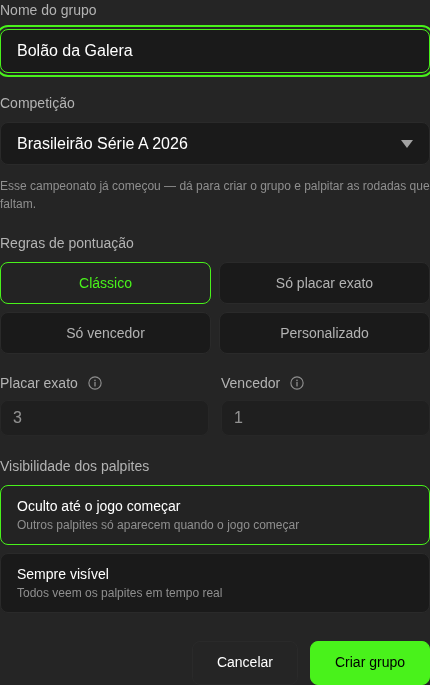 Nome do grupo
Bolão da Galera
Competição
Brasileirão Série A 2026
Esse campeonato já começou — dá para criar o grupo e palpitar as rodadas que
faltam.
Regras de pontuação
Clássico
Só placar exato
Só vencedor
Personalizado
Placar exato
Vencedor
3
1
Visibilidade dos palpites
Oculto até o jogo começar
Outros palpites só aparecem quando o jogo começar
Sempre visível
Todos veem os palpites em tempo real
Cancelar
Criar grupo